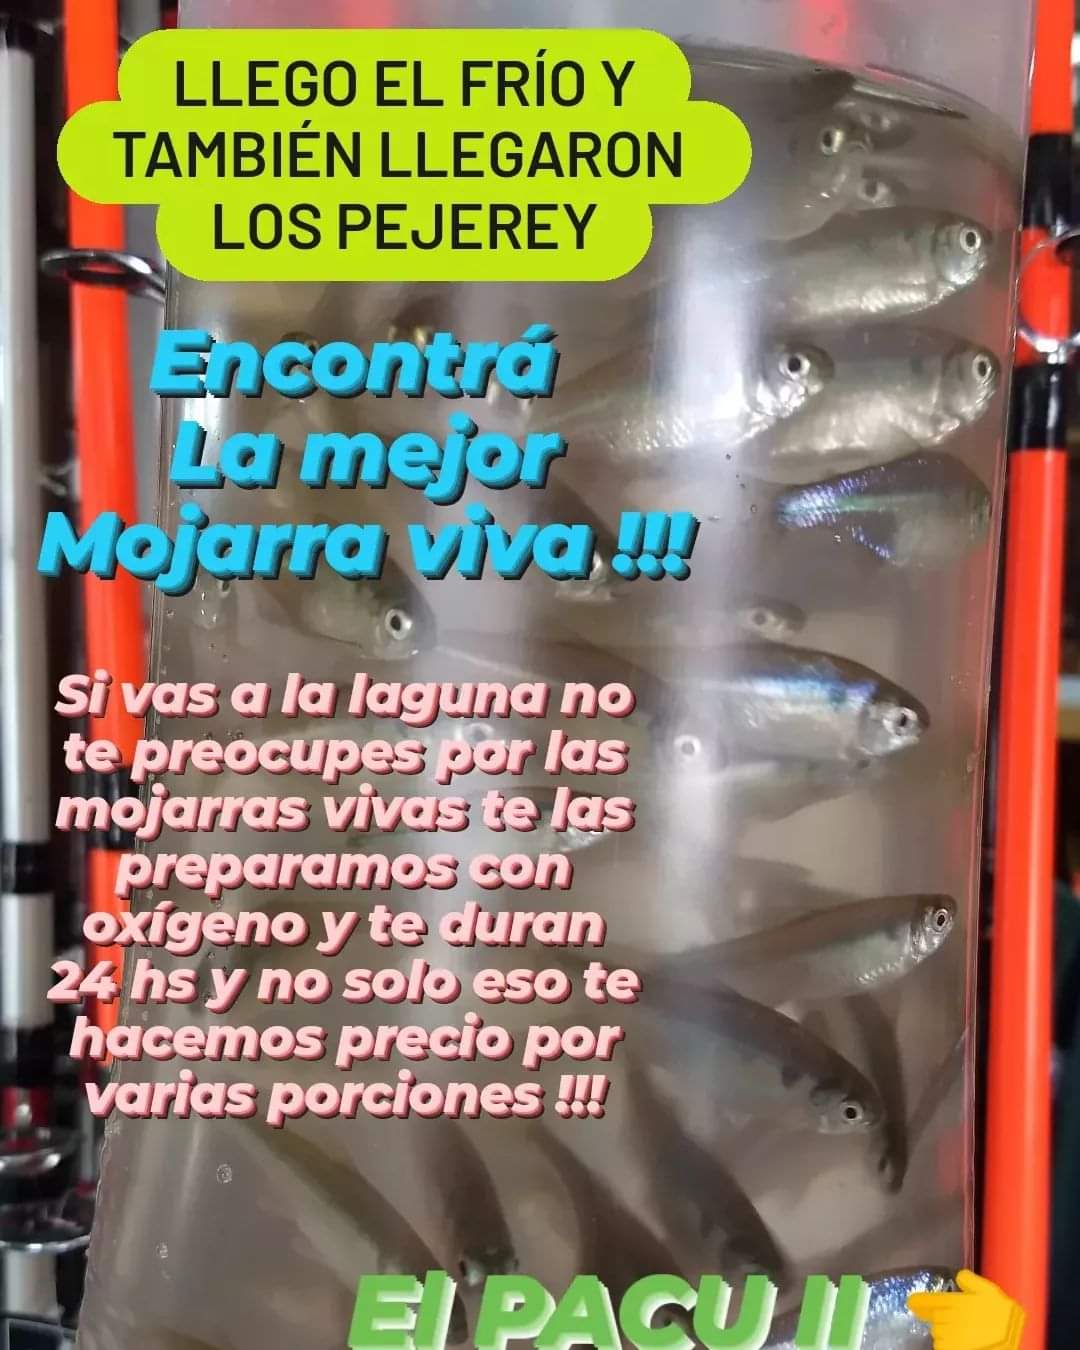 LLEGO EL FRÍO Y
TAMBIÉN LLEGARON
LOS PEJEREY
Encontrá
La mejor
Mojarra viva !!!
Si vas a la laguna no
te preocupes por las
mojarras vivas te las
preparamos con
oxígeno y te duran
24 hs y no solo eso te
hacemos precio por
varias porciones !!!
El PACU II